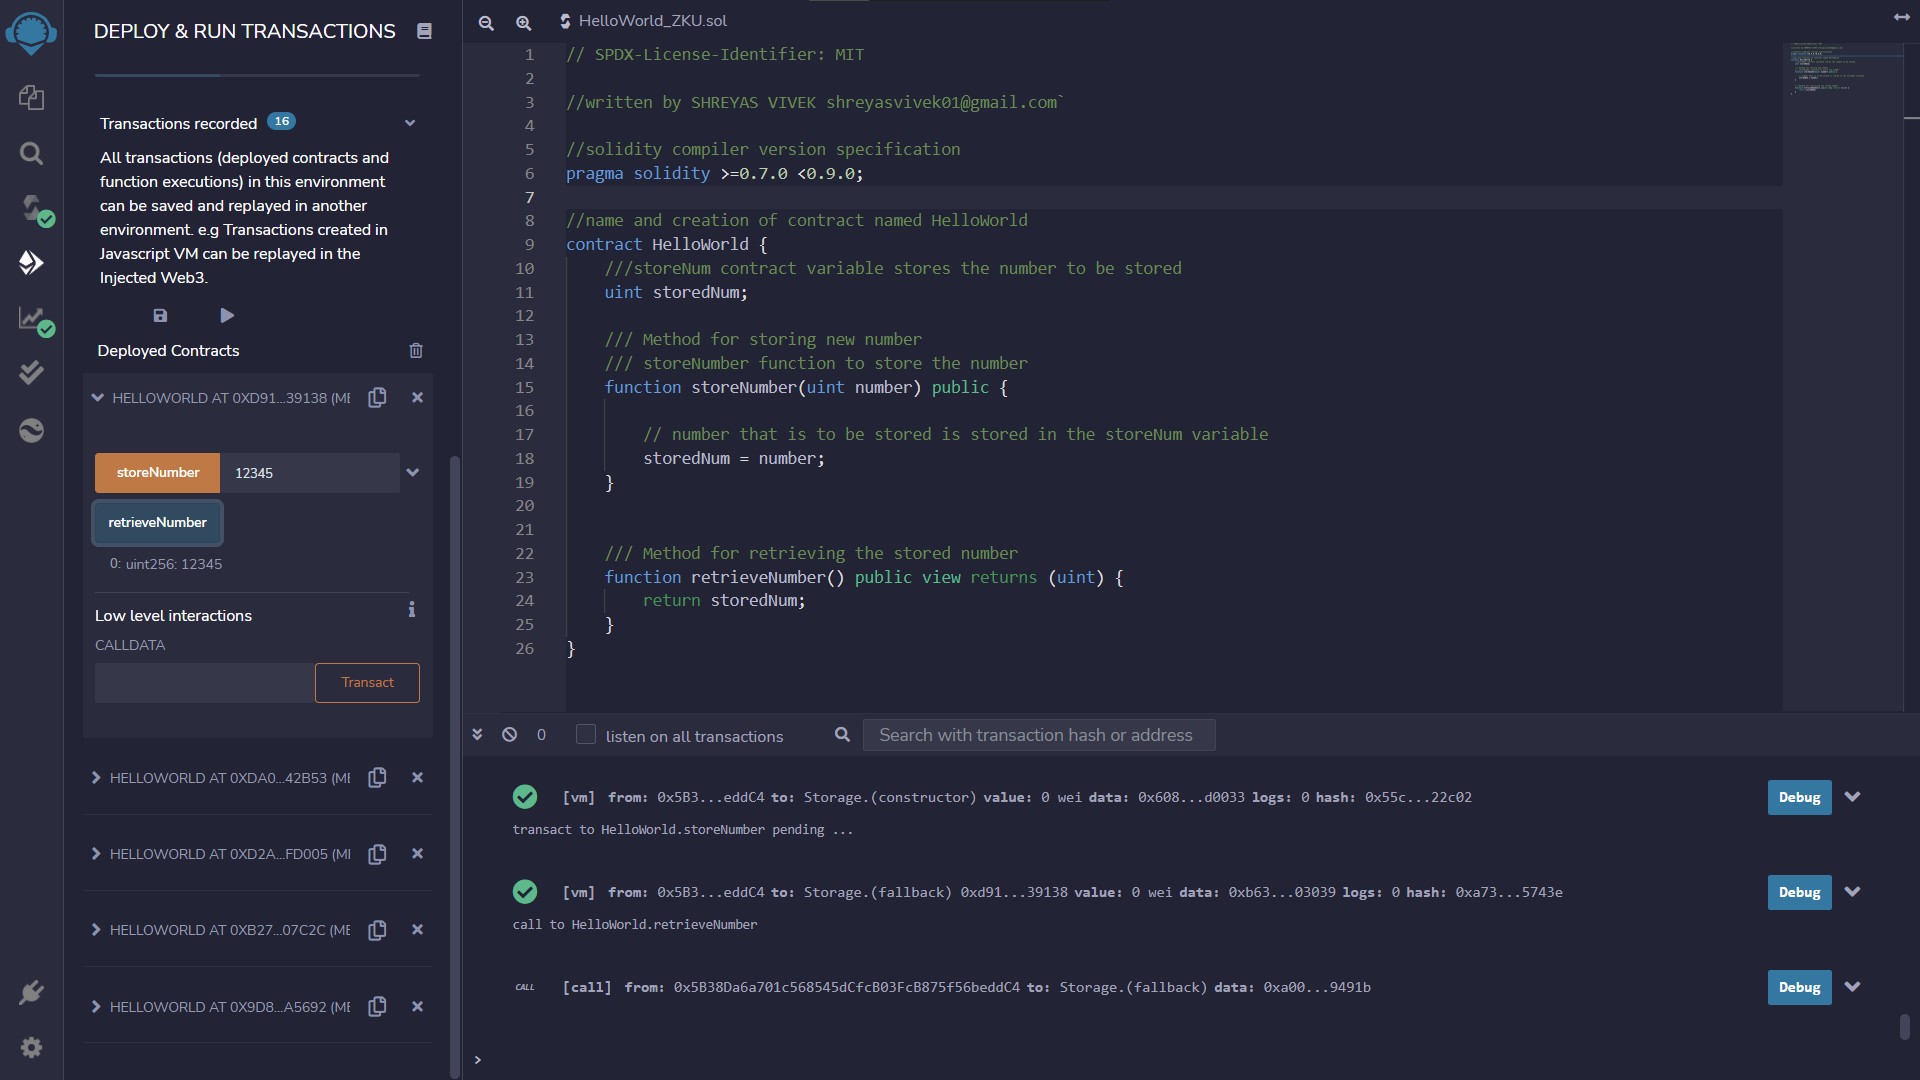 DEPLOY & RUN TRANSACTIONS
Transactions recorded 16
All transactions (deployed contracts and
function executions) in this environment
can be saved and replayed in another
environment. e.g Transactions created in
Javascript VM can be replayed in the
Injected Web3.
Deployed Contracts
HELLOWORLD AT 0XD91...39138 (ME
storeNumber 12345
retrieveNumber
0: uint256: 12345
Low level interactions
CALLDATA
Transact
HELLOWORLD AT 0XDA0...42B53 (ME
HELLOWORLD AT 0XD2A...FD005 (MI
HELLOWORLD AT 0XB27...07C2C (ME
HELLOWORLD AT 0X9D8...A5692 (ME
HelloWorld_ZKU.sol
1 // SPDX-License-Identifier: MIT
2
3 //written by SHREYAS VIVEK shreyasvivek01@gmail.com`
4
5 //solidity compiler version specification
6 pragma solidity >=0.7.0 <0.9.0;
7
8 //name and creation of contract named HelloWorld
9 contract HelloWorld {
10 ///storeNum contract variable stores the number to be stored
11 uint storedNum;
12
13 /// Method for storing new number
14 /// storeNumber function to store the number
15 function storeNumber(uint number) public {
16
17 // number that is to be stored is stored in the storeNum variable
18 storedNum = number;
19 }
20
21
22 /// Method for retrieving the stored number
23 function retrieveNumber() public view returns (uint) {
24 return storedNum;
25 }
26 }
0 listen on all transactions Search with transaction hash or address
[vm] from: 0x5B3...eddC4 to: Storage.(constructor) value: 0 wei data: 0x608...d0033 logs: 0 hash: 0x55c...22c02 Debug
transact to HelloWorld.storeNumber pending ...
[vm] from: 0x5B3...eddC4 to: Storage.(fallback) 0xd91...39138 value: 0 wei data: 0xb63...03039 logs: 0 hash: 0xa73...5743e Debug
call to HelloWorld.retrieveNumber
CALL [call] from: 0x5B38Da6a701c568545dCfcB03FcB875f56beddC4 to: Storage.(fallback) data: 0xa00...9491b Debug
>